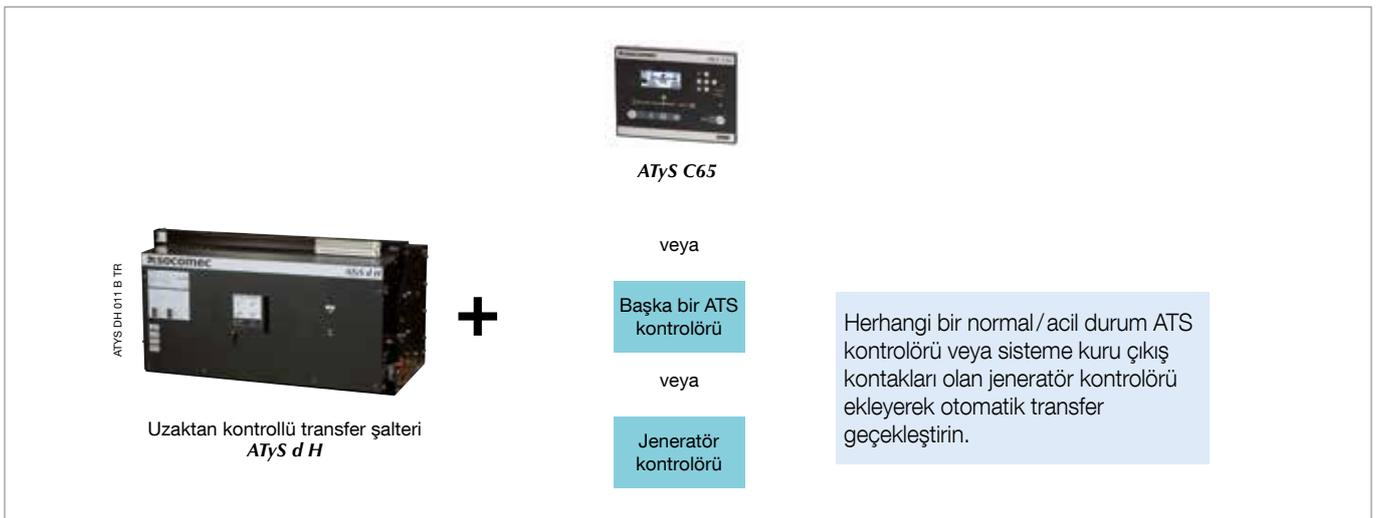 socomec
ATyS C65
ATYS DH 011 B TR
socomec
ATyS d H
Uzaktan kontrollü transfer şalteri
ATyS d H
+
veya
Başka bir ATS
kontrolörü
veya
Jeneratör
kontrolörü
Herhangi bir normal/acil durum ATS
kontrolörü veya sisteme kuru çıkış
kontakları olan jeneratör kontrolörü
ekleyerek otomatik transfer
geçekleştirin.